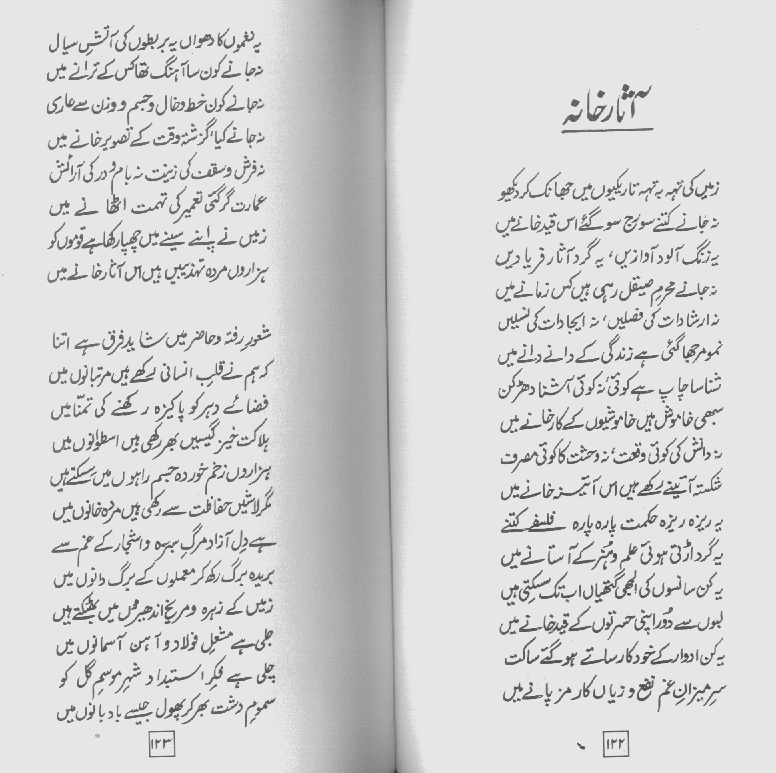 آثار خانہ
زمیں کی تہہ بہ تہہ تاریکیوں میں جھانک کر دیکھو
نہ جانے کتنے سورج سو گئے اس قید خانے میں
یہ زنگ آلود آوازیں، یہ گرد آثار فریادیں
نہ جانے محرمِ صیقل رہی ہیں کس زمانے میں
نہ ارشادات کی فصلیں، نہ ایجادات کی نسلیں
نمو مرجھا گئی ہے زندگی کے دانے دانے میں
شناسا چاپ ہے کوئی، نہ کوئی آشنا دھڑکن
سبھی خاموش ہیں خاموشیوں کے کارخانے میں
نہ دانش کی کوئی وقعت، نہ وحشت کا کوئی مصرف
شکستہ آئینے رکھے ہیں اس آئینہ خانے میں
یہ ریزہ ریزہ حکمت پارہ پارہ فلسفے کتنے
یہ گرد اڑتی ہوئی علم و ہنر کے آستانے میں
یہ کن سانسوں کی الجھی گتھیاں اب تک سسکتی ہیں
لبوں سے دُور اپنی حسرتوں کے قید خانے میں
یہ کن ادوار کے خود کار سائے ہو گئے ساکت
سرِ میزانِ غم نفع و زیاں کا رمز پانے میں
۱۲۲
یہ نغموں کا دھواں یہ بربطوں کی آتشِ سیال
نہ جانے کون سا آہنگ تھا کس کے ترانے میں
نہ جانے کون خط و خال و جسم و وزن سے عاری
نہ جانے کیا، گزشتہ وقت کے تصویر خانے میں
نہ فرش و سقف کی زینت نہ بام و در کی آرائش
عمارت گر گئی تعمیر کی تہمت اٹھانے میں
زمیں نے اپنے سینے میں چھپا رکھا ہے قوموں کو
ہزاروں مردہ تہذیبیں ہیں اس آثار خانے میں
شعورِ رفتہ و حاضر میں شاید فرق ہے اتنا
کہ ہم نے قلبِ انسانی رکھے ہیں مرتبانوں میں
فضائے دہر کو پاکیزہ رکھنے کی تمنا میں
ہلاکت خیز گیسیں بھر رکھی ہیں اسطوانوں میں
ہزاروں زخم خوردہ جسم راہوں میں سسکتے ہیں
مگر لاشیں حفاظت سے رکھی ہیں مردہ خانوں میں
ہے دل آزاد مرگِ سبزہ و اشجار کے غم سے
بریدہ برگ رکھ کر معملوں کے برگ دانوں میں
زمیں کے زہرہ و مریخ اندھیروں میں بھٹکتے ہیں
جلی ہے مشعلِ فولاد و آہن آسمانوں میں
چلی ہے فکرِ استبداد شہرِ موسمِ گل کو
سمومِ دشت بھر کر پھول جیسے بادبانوں میں
۱۲۳